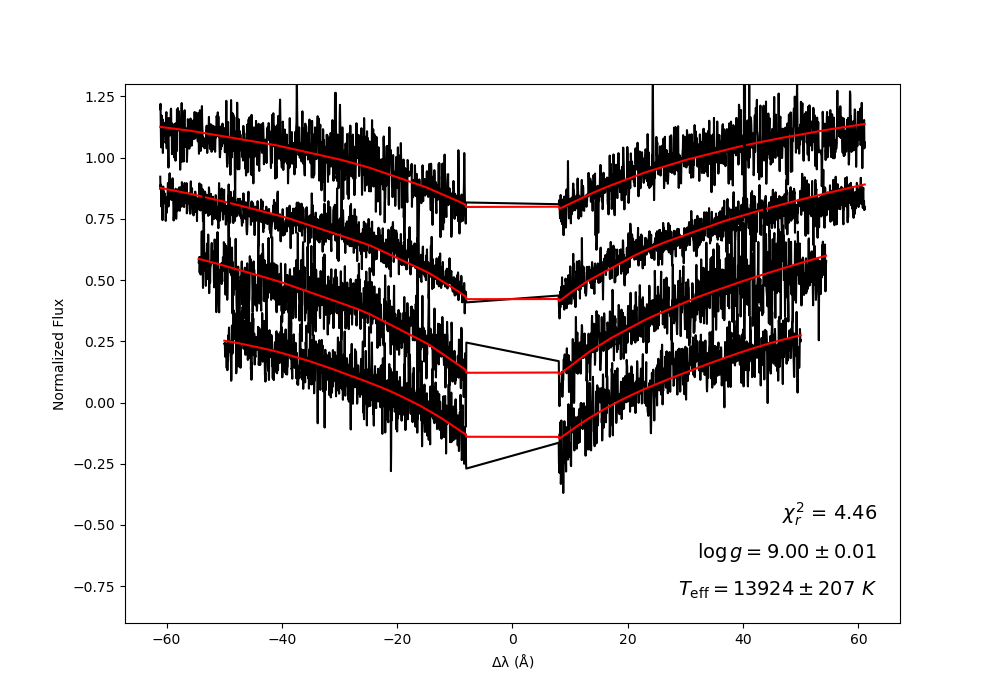 1.25
1.00
0.75
0.50
0.25
0.00
−0.25
−0.50
−0.75
Normalized Flux
χ²ᵣ = 4.46
log g = 9.00 ± 0.01
T_eff = 13924 ± 207 K
−60 −40 −20 0 20 40 60
Δλ (Å)